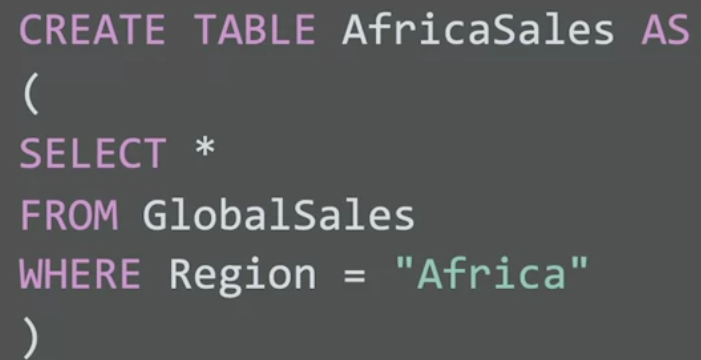 CREATE TABLE AfricaSales AS
(
SELECT *
FROM GlobalSales
WHERE Region = "Africa"
)